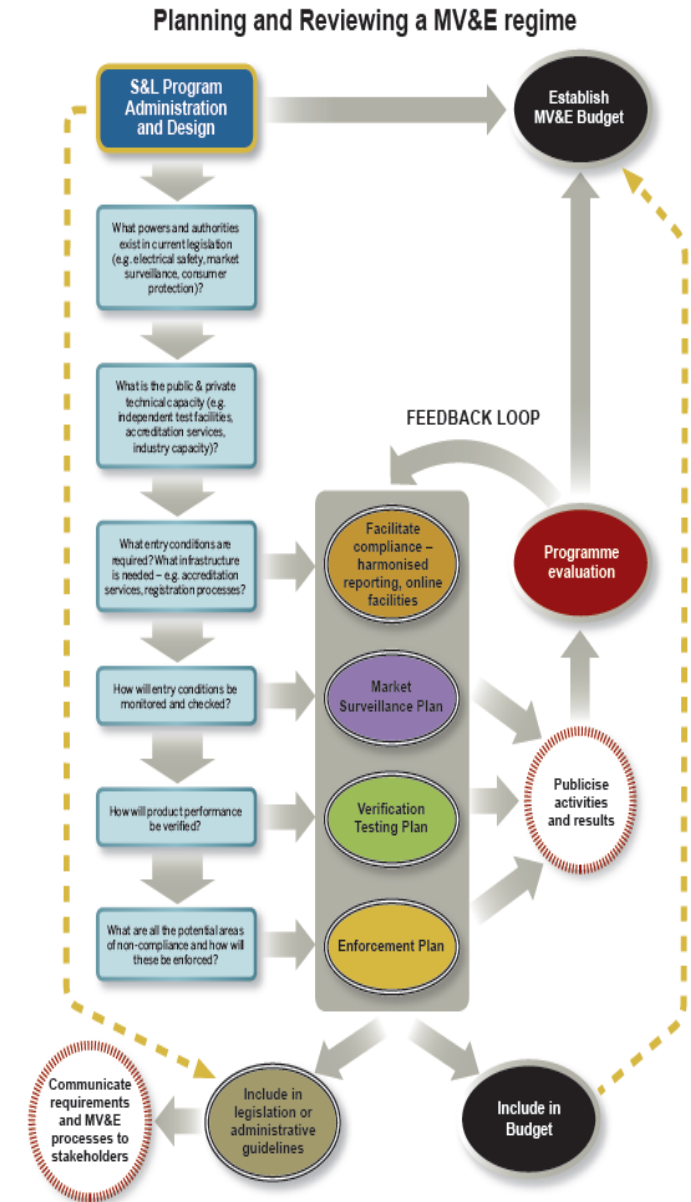 Planning and Reviewing a MV&E regime
S&L Program
Administration
and Design
Establish
MV&E Budget
What powers and authorities
exist in current legislation
(e.g. electrical safety, market
surveillance, consumer
protection)?
What is the public & private
technical capacity (e.g.
independent test facilities,
accreditation services,
industry capacity)?
FEEDBACK LOOP
What entry conditions are
required? What infrastructure
is needed – e.g. accreditation
services, registration processes?
Facilitate
compliance –
harmonised
reporting, online
facilities
Programme
evaluation
How will entry conditions be
monitored and checked?
Market
Surveillance Plan
How will product performance
be verified?
Verification
Testing Plan
Publicise
activities
and results
What are all the potential areas
of non-compliance and how will
these be enforced?
Enforcement Plan
Communicate
requirements
and MV&E
processes to
stakeholders
Include in
legislation or
administrative
guidelines
Include in
Budget